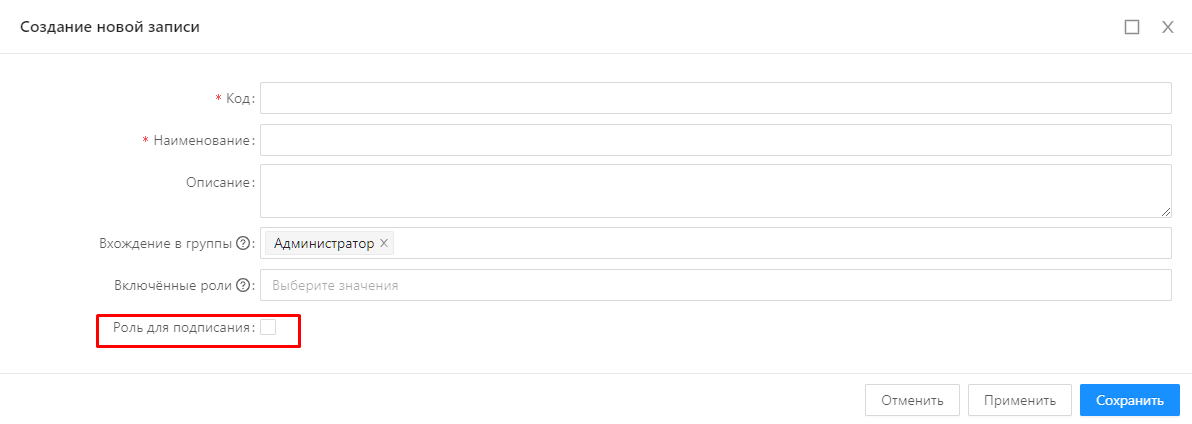 Создание новой записи
* Код:
* Наименование:
Описание:
Вхождение в группы ?: Администратор
Включённые роли ?: Выберите значения
Роль для подписания:
Отменить Применить Сохранить